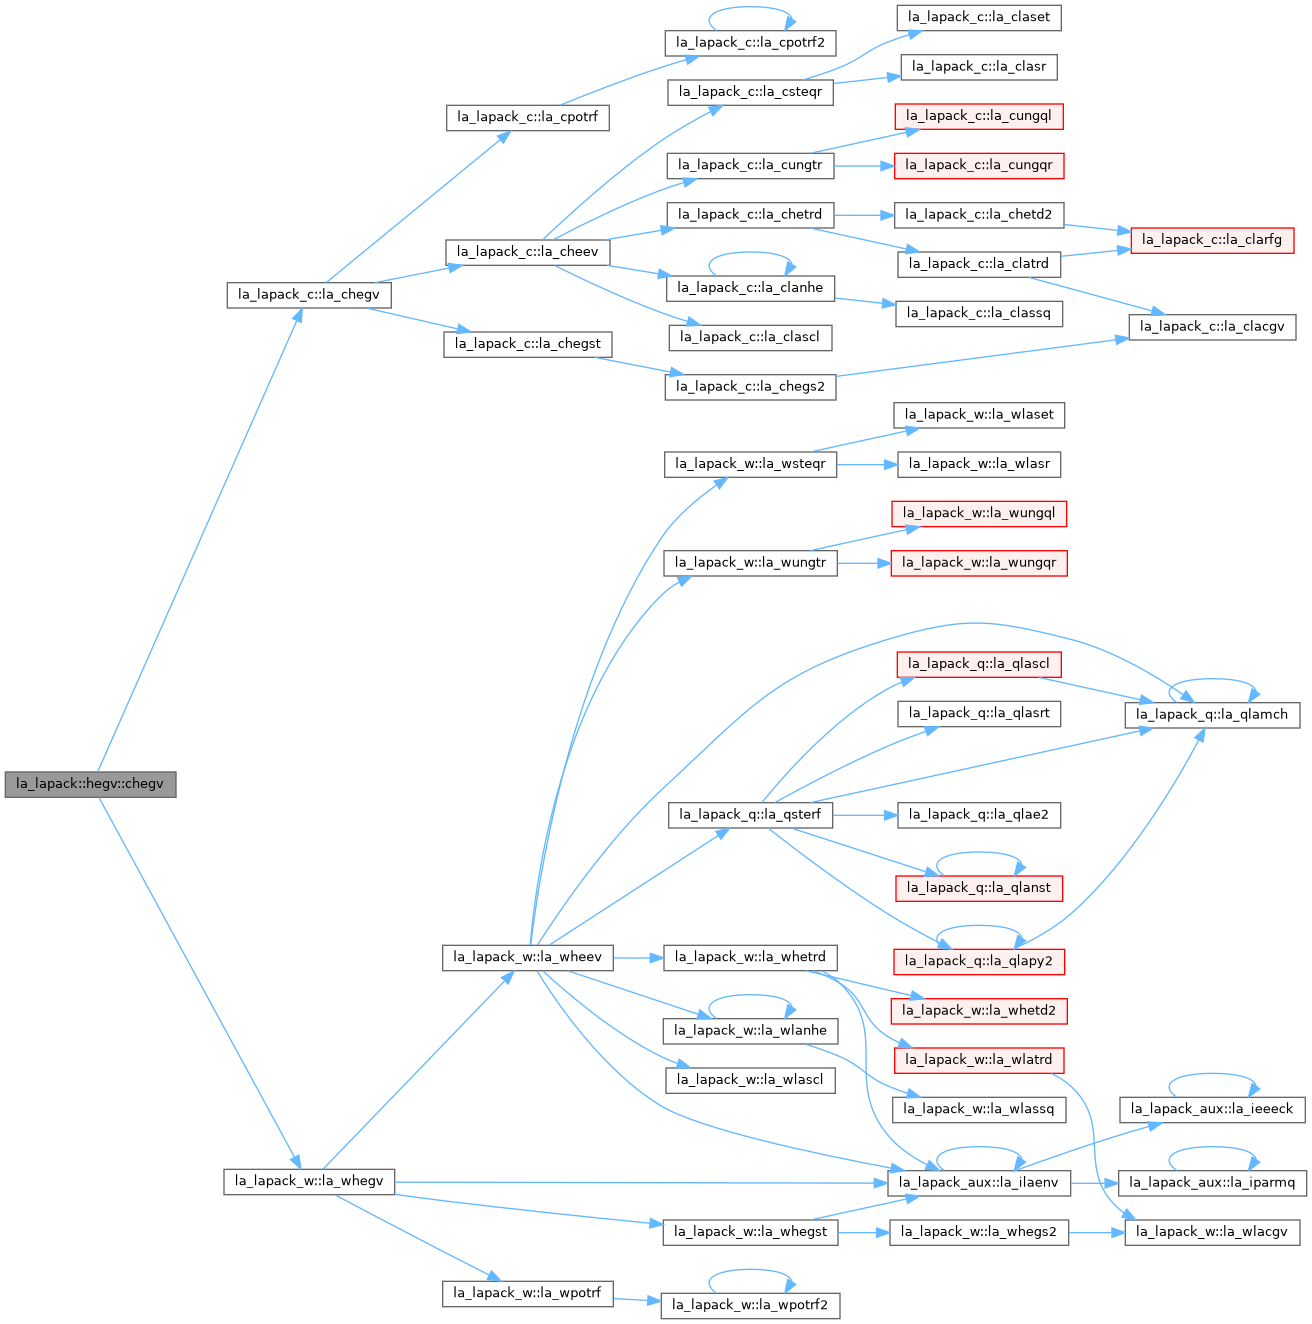 la_lapack_c::la_claset
la_lapack_c::la_cpotrf2
la_lapack_c::la_clasr
la_lapack_c::la_csteqr
la_lapack_c::la_cpotrf
la_lapack_c::la_cungql
la_lapack_c::la_cungtr
la_lapack_c::la_cungqr
la_lapack_c::la_chetrd
la_lapack_c::la_chetd2
la_lapack_c::la_clarfg
la_lapack_c::la_cheev
la_lapack_c::la_clatrd
la_lapack_c::la_chegv
la_lapack_c::la_clanhe
la_lapack_c::la_classq
la_lapack_c::la_clacgv
la_lapack_c::la_chegst
la_lapack_c::la_clascl
la_lapack_c::la_chegs2
la_lapack_w::la_wlaset
la_lapack_w::la_wsteqr
la_lapack_w::la_wlasr
la_lapack_w::la_wungql
la_lapack_w::la_wungtr
la_lapack_w::la_wungqr
la_lapack_q::la_qlascl
la_lapack_q::la_qlasrt
la_lapack_q::la_qlamch
la_lapack::hegv::chegv
la_lapack_q::la_qsterf
la_lapack_q::la_qlae2
la_lapack_q::la_qlanst
la_lapack_w::la_wheev
la_lapack_w::la_whetrd
la_lapack_q::la_qlapy2
la_lapack_w::la_whetd2
la_lapack_w::la_wlanhe
la_lapack_w::la_wlatrd
la_lapack_w::la_wlascl
la_lapack_w::la_wlassq
la_lapack_aux::la_ieeeck
la_lapack_w::la_whegv
la_lapack_aux::la_ilaenv
la_lapack_aux::la_iparmq
la_lapack_w::la_whegst
la_lapack_w::la_whegs2
la_lapack_w::la_wlacgv
la_lapack_w::la_wpotrf
la_lapack_w::la_wpotrf2